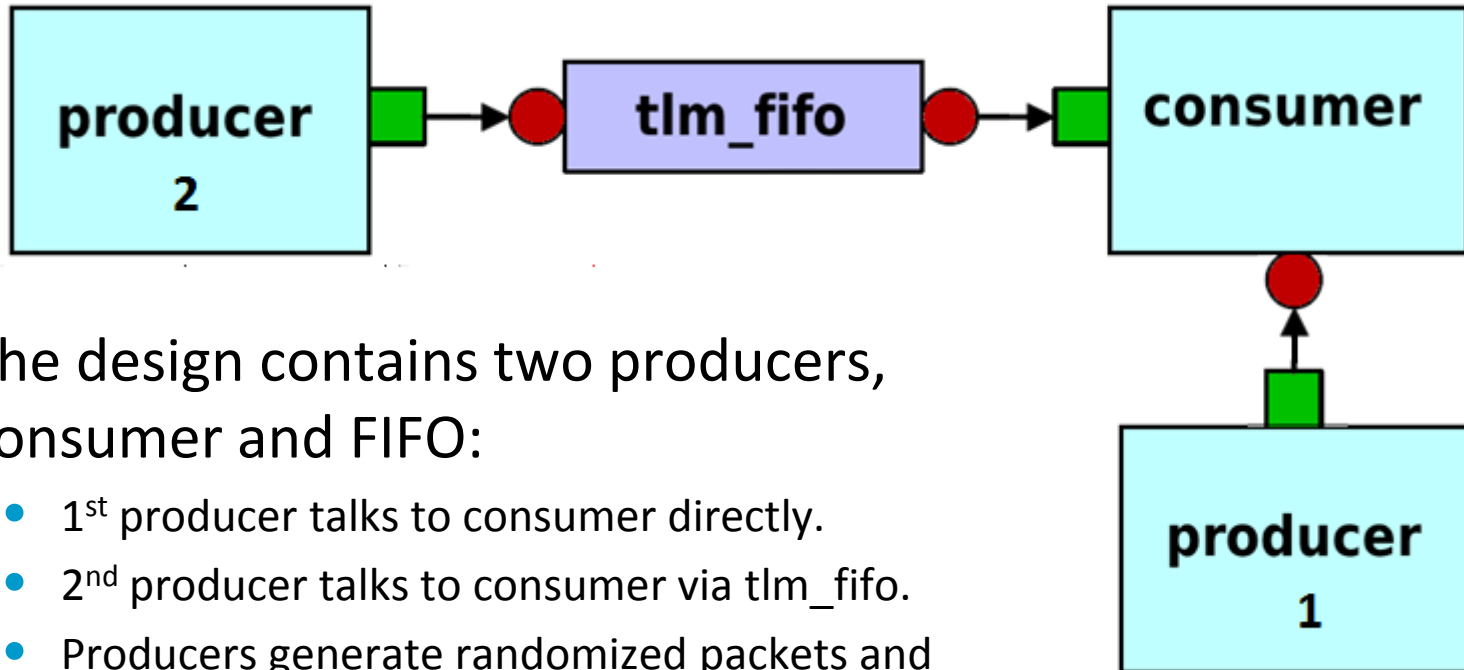 producer
2
tlm_fifo
consumer
he design contains two producers,
onsumer and FIFO:
• 1st producer talks to consumer directly.
• 2nd producer talks to consumer via tlm_fifo.
• Producers generate randomized packets and
producer
1